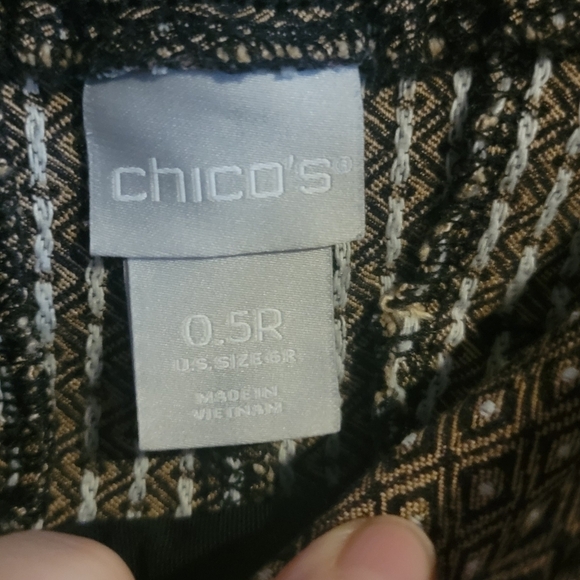 chico's®
0.5R
U.S. SIZE 6R
MADE IN
VIETNAM